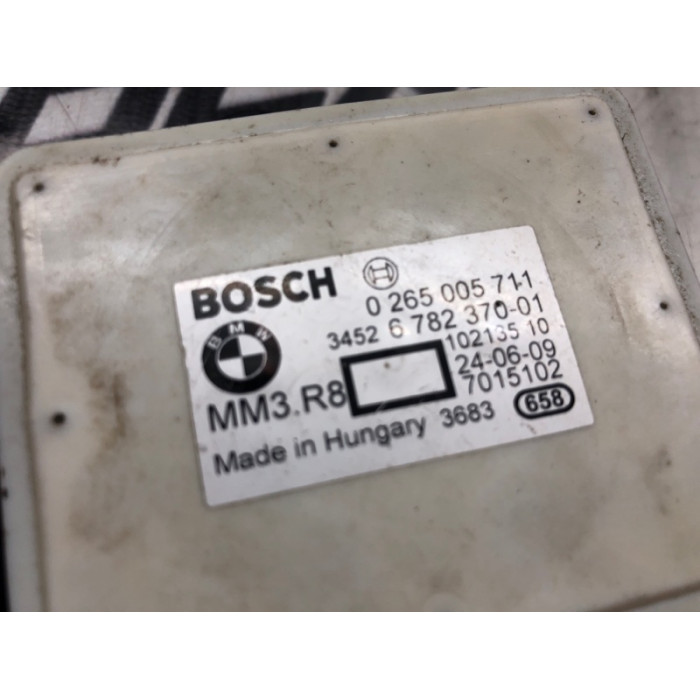 BOSCH
0 265 005 711
3452 6 782 370-01
BMW
102135 10
24-06-09
MM3.R8
7015102
Made in Hungary 3683 658